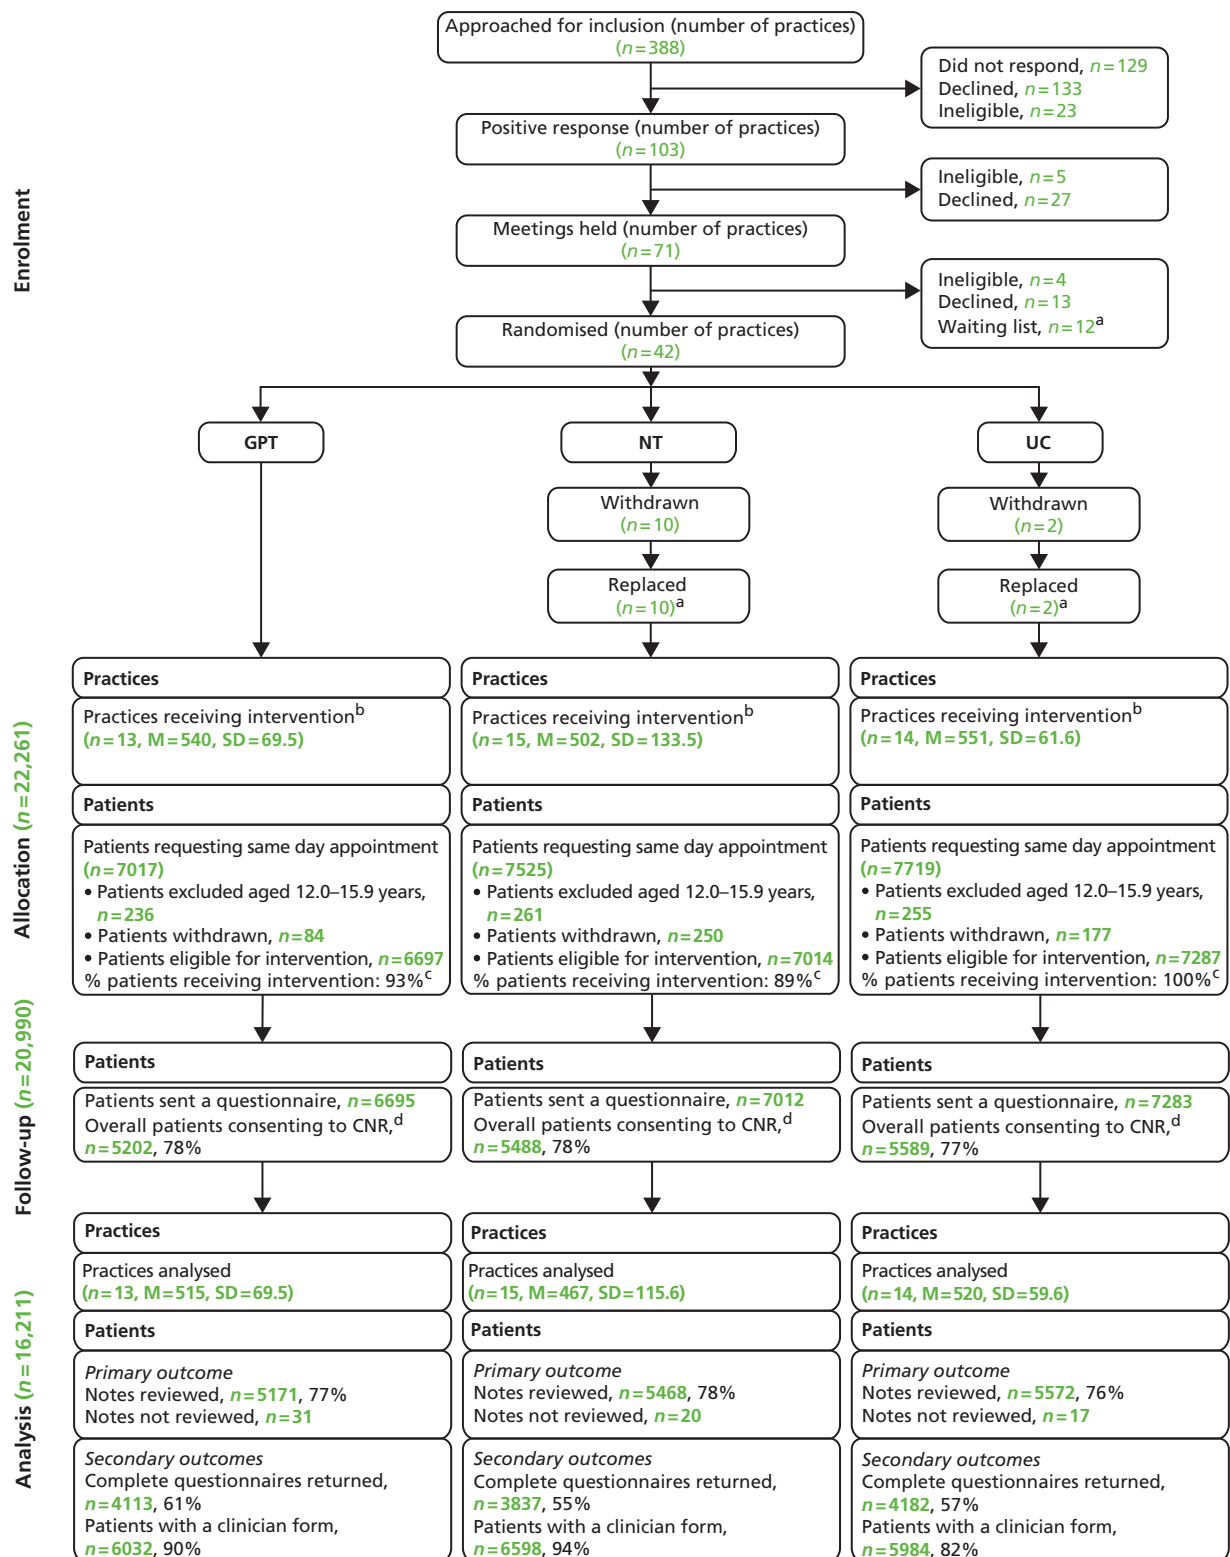 Approached for inclusion (number of practices)
(n=388)
Did not respond, n=129
Declined, n=133
Ineligible, n=23
Positive response (number of practices)
(n=103)
Ineligible, n=5
Declined, n=27
Meetings held (number of practices)
(n=71)
Ineligible, n=4
Declined, n=13
Waiting list, n=12a
Randomised (number of practices)
(n=42)
Enrolment
GPT
NT
UC
Withdrawn
(n=10)
Withdrawn
(n=2)
Replaced
(n=10)a
Replaced
(n=2)a
Allocation (n=22,261)
Practices
Practices receiving interventionb
(n=13, M=540, SD=69.5)
Patients
Patients requesting same day appointment
(n=7017)
• Patients excluded aged 12.0–15.9 years,
n=236
• Patients withdrawn, n=84
• Patients eligible for intervention, n=6697
% patients receiving intervention: 93%c
Practices
Practices receiving interventionb
(n=15, M=502, SD=133.5)
Patients
Patients requesting same day appointment
(n=7525)
• Patients excluded aged 12.0–15.9 years,
n=261
• Patients withdrawn, n=250
• Patients eligible for intervention, n=7014
% patients receiving intervention: 89%c
Practices
Practices receiving interventionb
(n=14, M=551, SD=61.6)
Patients
Patients requesting same day appointment
(n=7719)
• Patients excluded aged 12.0–15.9 years,
n=255
• Patients withdrawn, n=177
• Patients eligible for intervention, n=7287
% patients receiving intervention: 100%c
Follow-up (n=20,990)
Patients
Patients sent a questionnaire, n=6695
Overall patients consenting to CNR,d
n=5202, 78%
Patients
Patients sent a questionnaire, n=7012
Overall patients consenting to CNR,d
n=5488, 78%
Patients
Patients sent a questionnaire, n=7283
Overall patients consenting to CNR,d
n=5589, 77%
Analysis (n=16,211)
Practices
Practices analysed
(n=13, M=515, SD=69.5)
Patients
Primary outcome
Notes reviewed, n=5171, 77%
Notes not reviewed, n=31
Secondary outcomes
Complete questionnaires returned,
n=4113, 61%
Patients with a clinician form,
n=6032, 90%
Practices
Practices analysed
(n=15, M=467, SD=115.6)
Patients
Primary outcome
Notes reviewed, n=5468, 78%
Notes not reviewed, n=20
Secondary outcomes
Complete questionnaires returned,
n=3837, 55%
Patients with a clinician form,
n=6598, 94%
Practices
Practices analysed
(n=14, M=520, SD=59.6)
Patients
Primary outcome
Notes reviewed, n=5572, 76%
Notes not reviewed, n=17
Secondary outcomes
Complete questionnaires returned,
n=4182, 57%
Patients with a clinician form,
n=5984, 82%